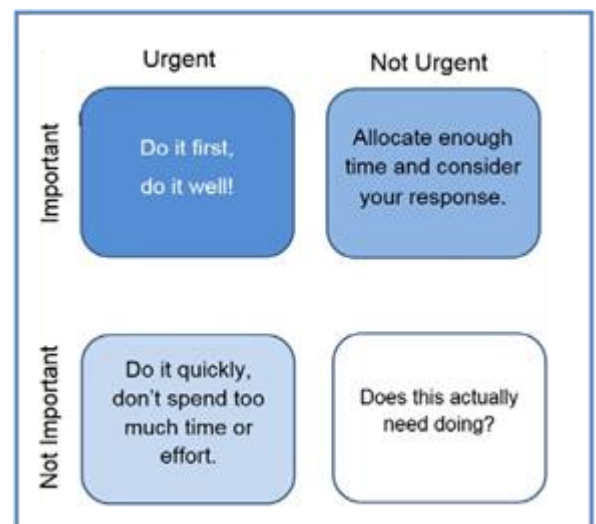 Urgent
Not Urgent
Important
Do it first,
do it well!
Allocate enough
time and consider
your response.
Not Important
Do it quickly,
don't spend too
much time or
effort.
Does this actually
need doing?